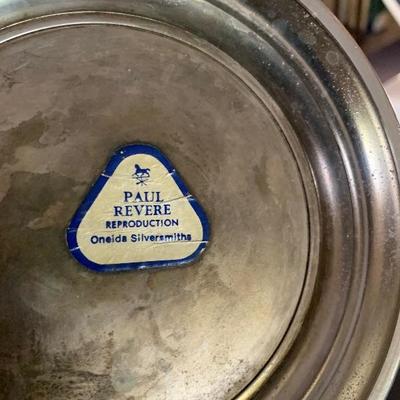 PAUL
REVERE
REPRODUCTION
Oneida Silversmiths